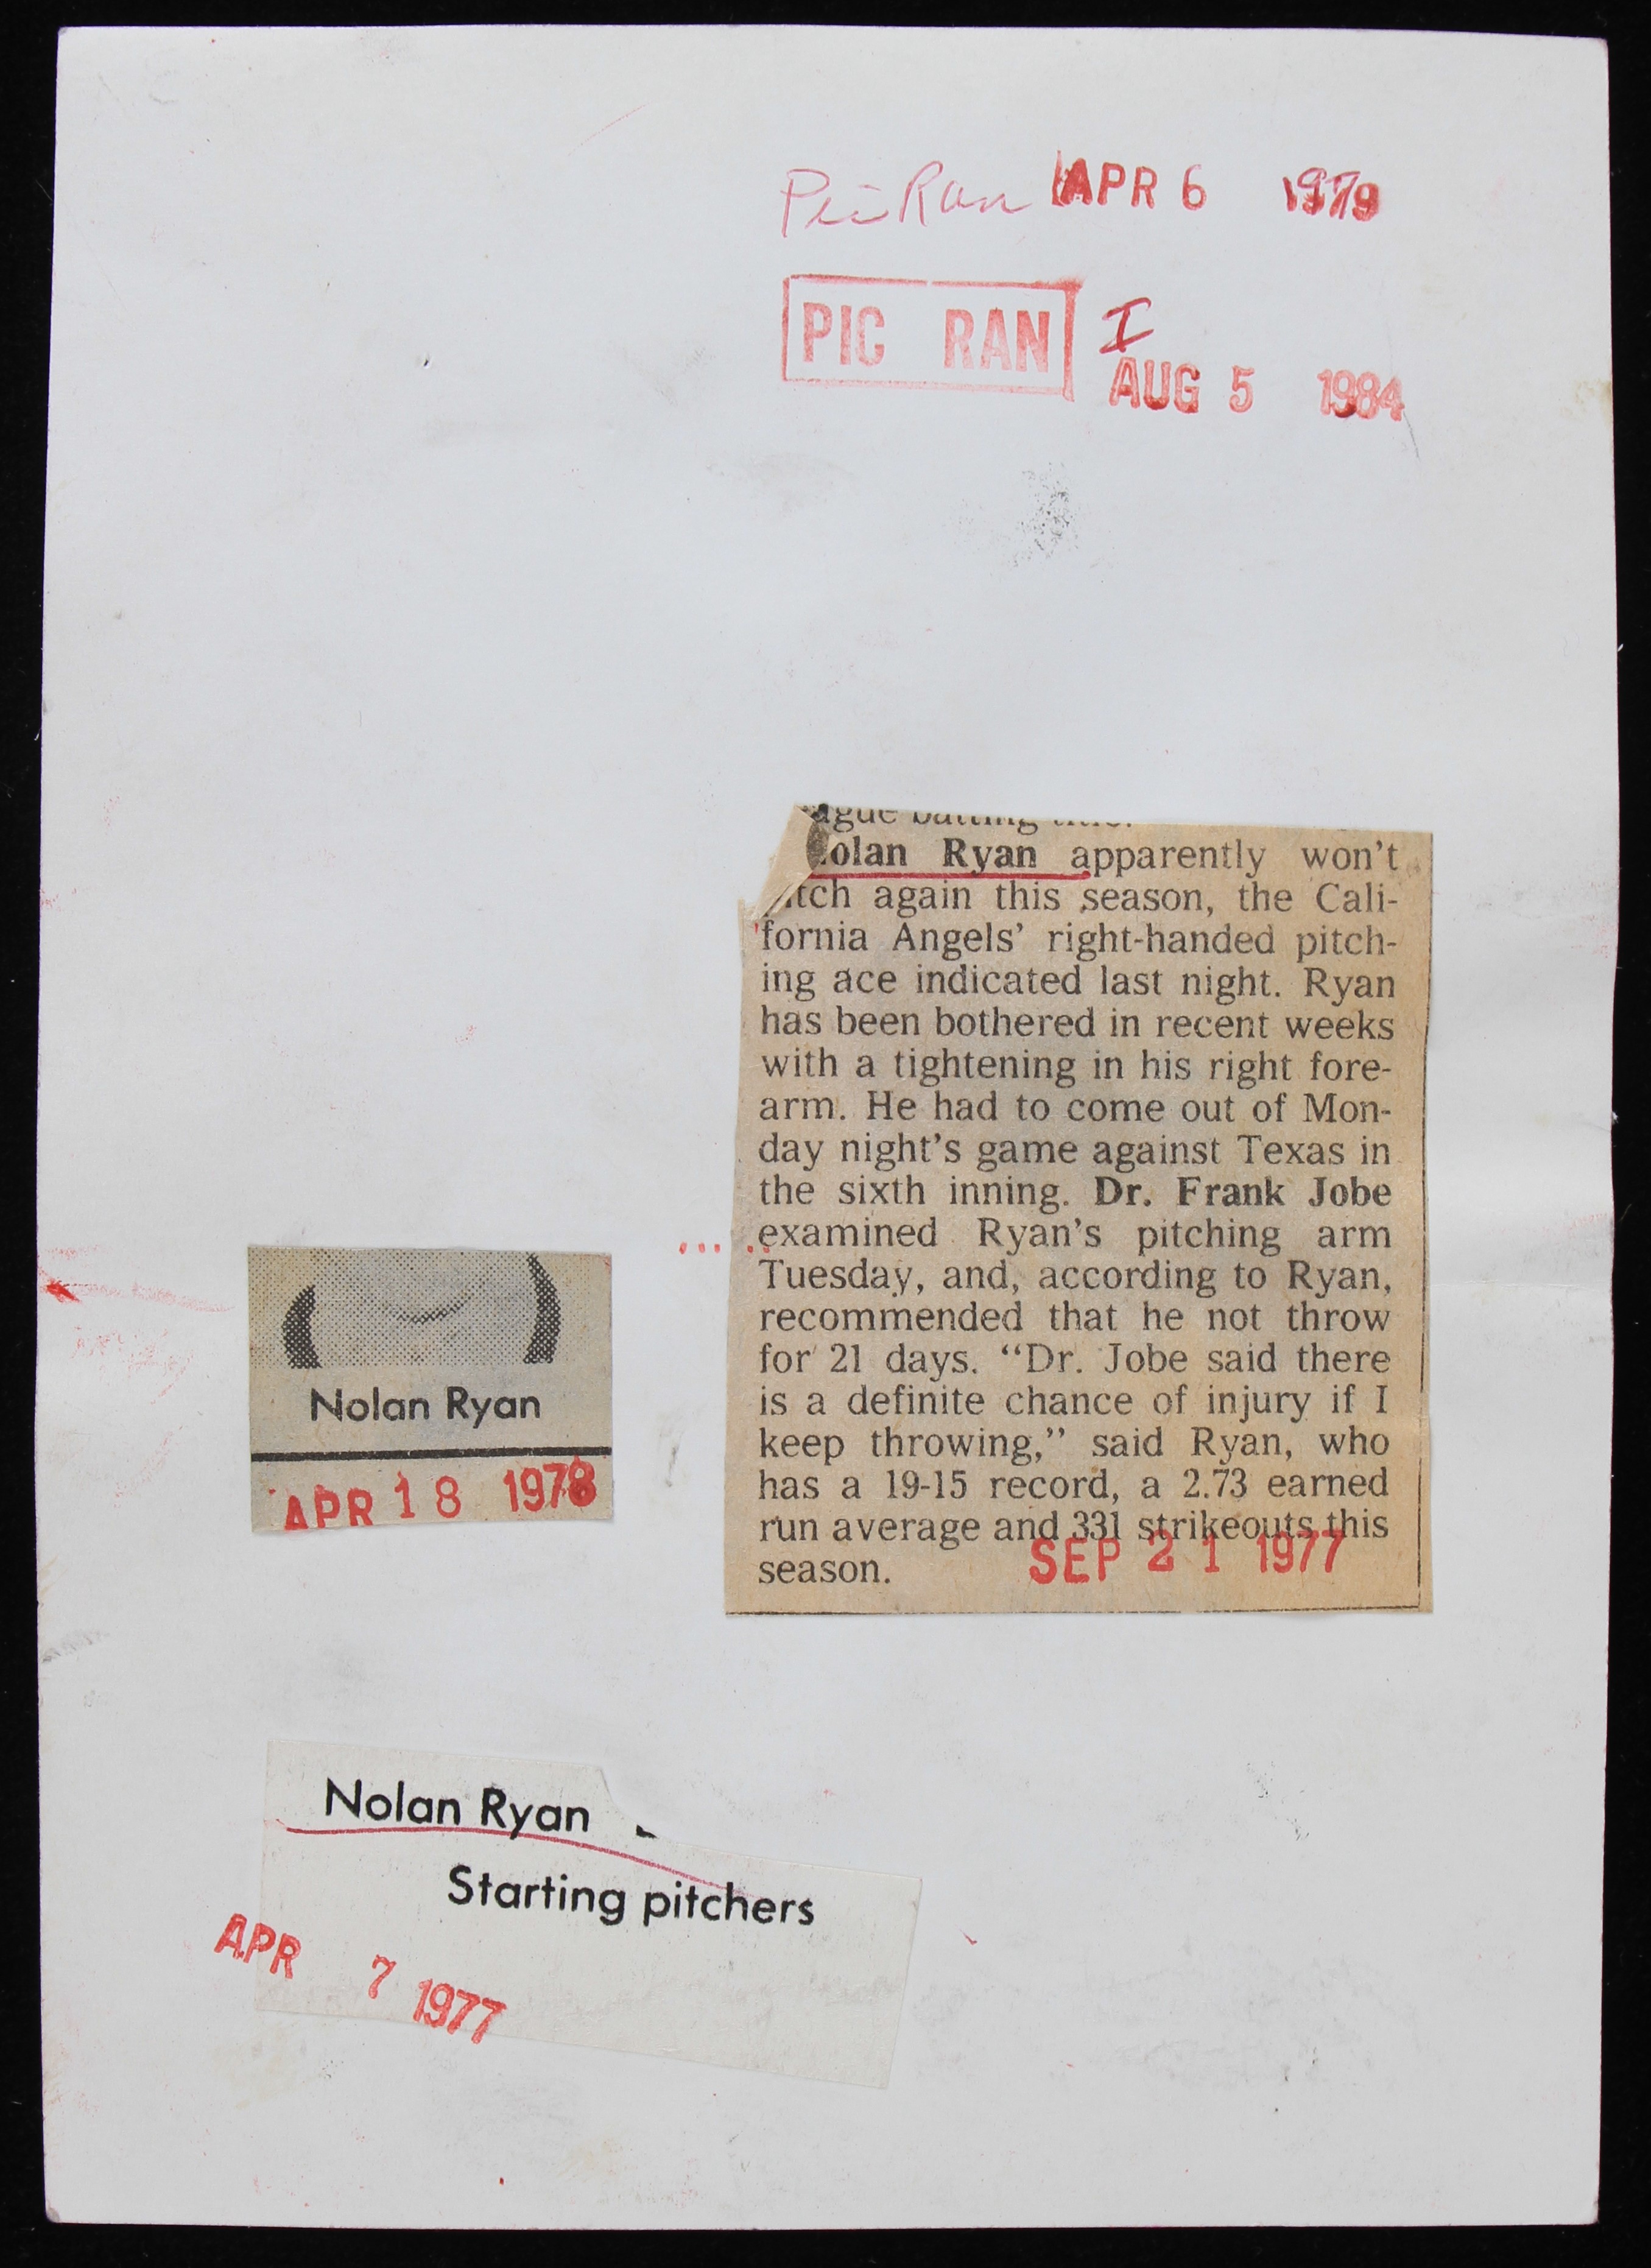 Pic Ran APR 6 1979
PIC RAN I
AUG 5 1984
ague batting title.
olan Ryan apparently won't
itch again this season, the Cali-
fornia Angels' right-handed pitch-
ing ace indicated last night. Ryan
has been bothered in recent weeks
with a tightening in his right fore-
arm. He had to come out of Mon-
day night's game against Texas in
the sixth inning. Dr. Frank Jobe
examined Ryan's pitching arm
Tuesday, and, according to Ryan,
recommended that he not throw
for 21 days. “Dr. Jobe said there
is a definite chance of injury if I
keep throwing,” said Ryan, who
has a 19-15 record, a 2.73 earned
run average and 331 strikeouts this
season.
SEP 21 1977
Nolan Ryan
APR 18 1978
Nolan Ryan
Starting pitchers
APR 7 1977